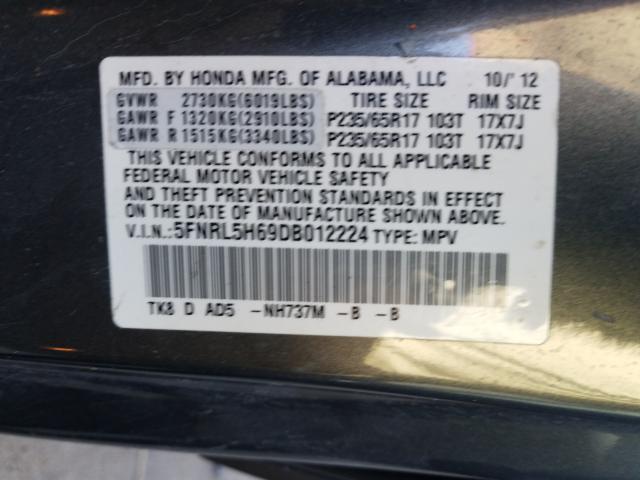 MFD. BY HONDA MFG. OF ALABAMA, LLC 10/'12
GVWR 2730KG(6019LBS) TIRE SIZE RIM SIZE
GAWR F 1320KG(2910LBS) P235/65R17 103T 17X7J
GAWR R 1515KG(3340LBS) P235/65R17 103T 17X7J
THIS VEHICLE CONFORMS TO ALL APPLICABLE
FEDERAL MOTOR VEHICLE SAFETY
AND THEFT PREVENTION STANDARDS IN EFFECT
ON THE DATE OF MANUFACTURE SHOWN ABOVE.
V.I.N.: 5FNRL5H69DB012224 TYPE: MPV
TK8 D AD5 -NH737M -B -B